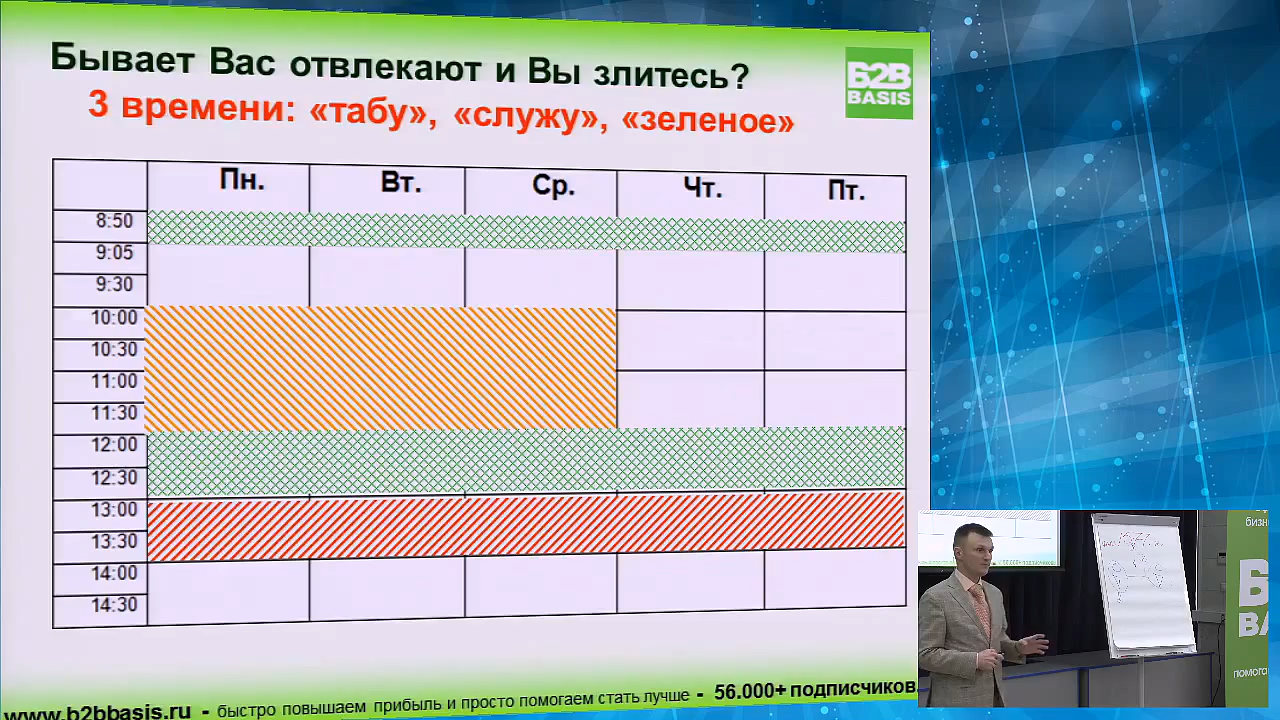 Бывает Вас отвлекают и Вы злитесь?
3 времени: «табу», «служу», «зеленое»
Б2B
BASIS
Пн. Вт. Ср. Чт. Пт.
8:50
9:05
9:30
10:00
10:30
11:00
11:30
12:00
12:30
13:00
13:30
14:00
14:30
www.b2bbasis.ru - быстро повышаем прибыль и просто помогаем стать лучше - 56.000+ подписчиков.